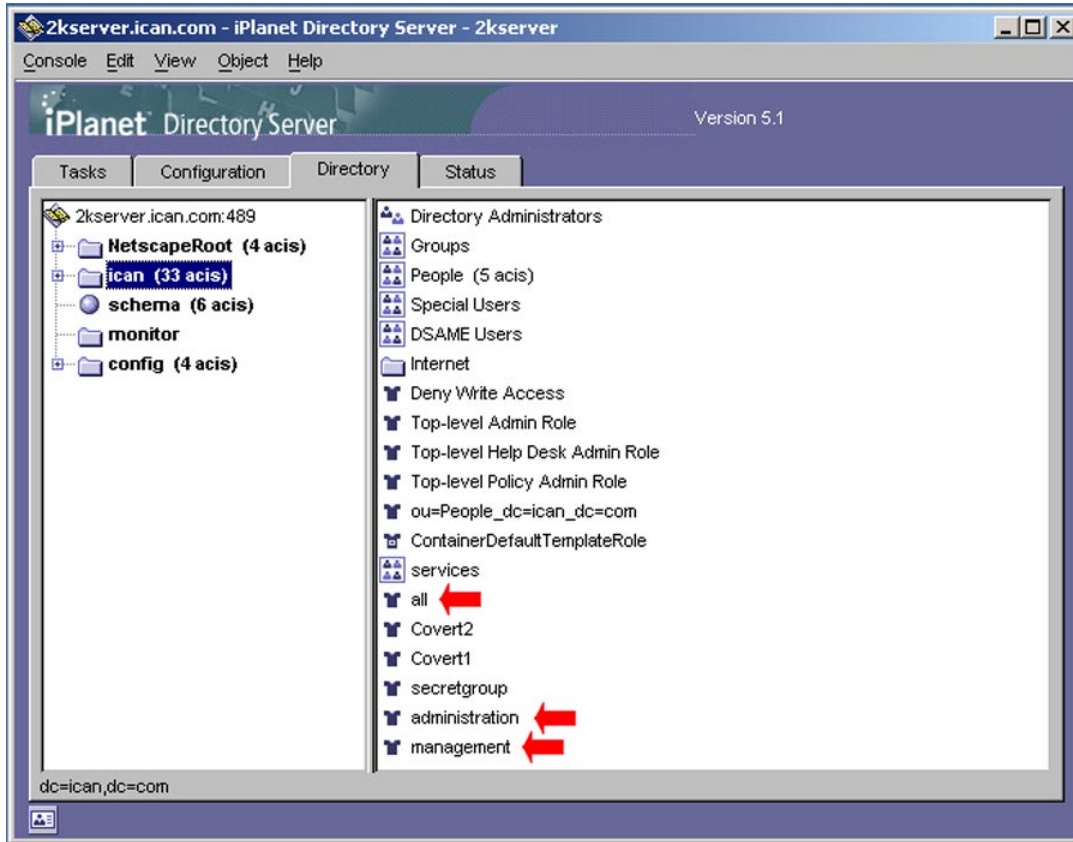 2kserver.ican.com - iPlanet Directory Server - 2kserver
Console Edit View Object Help
iPlanet Directory Server
Version 5.1
Tasks Configuration Directory Status
2kserver.ican.com:489
NetscapeRoot (4 acis)
ican (33 acis)
schema (6 acis)
monitor
config (4 acis)
Directory Administrators
Groups
People (5 acis)
Special Users
DSAME Users
Internet
Deny Write Access
Top-level Admin Role
Top-level Help Desk Admin Role
Top-level Policy Admin Role
ou=People_dc=ican_dc=com
ContainerDefaultTemplateRole
services
all
Covert2
Covert1
secretgroup
administration
management
dc=ican,dc=com